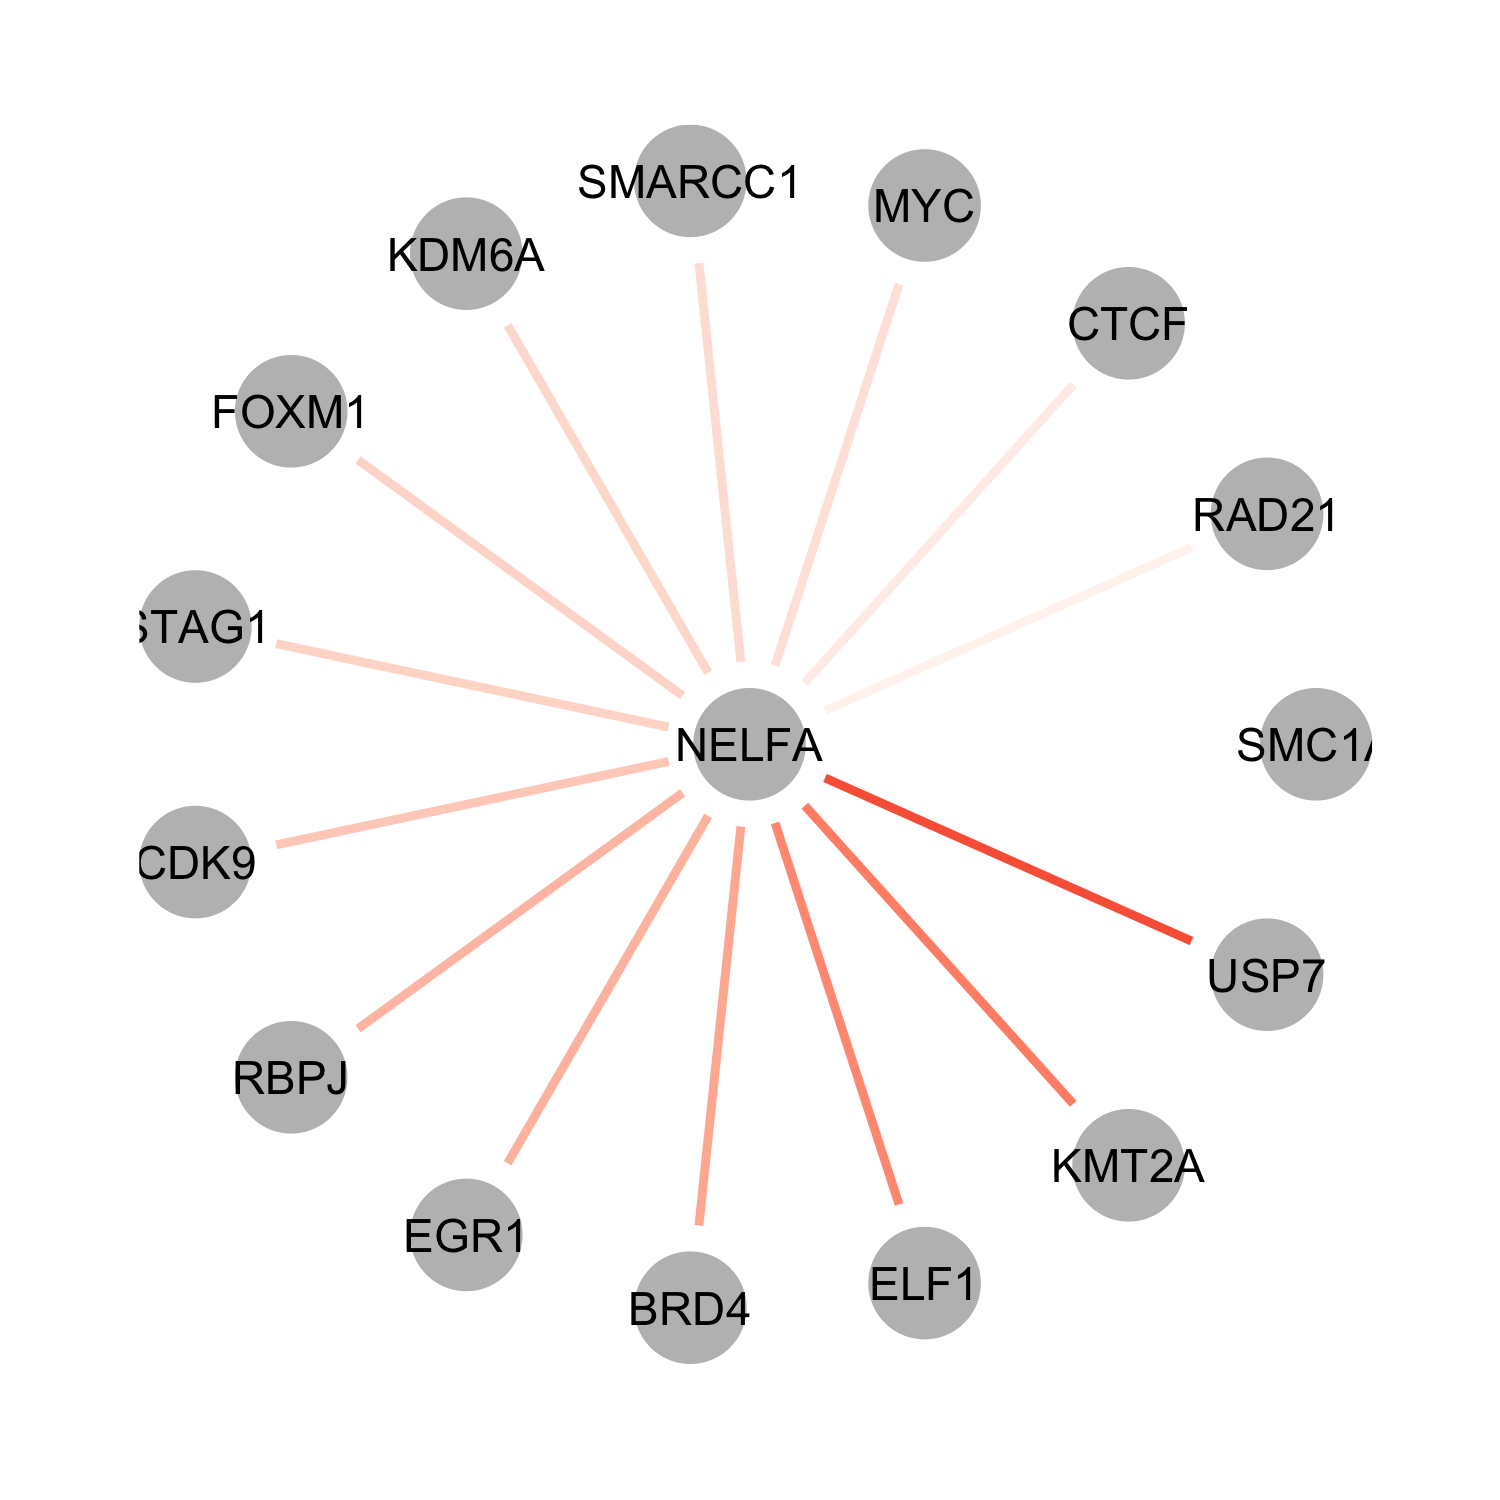 SMARCC1
MYC
KDM6A
CTCF
FOXM1
RAD21
STAG1
NELFA
SMC1A
CDK9
USP7
RBPJ
KMT2A
EGR1
ELF1
BRD4